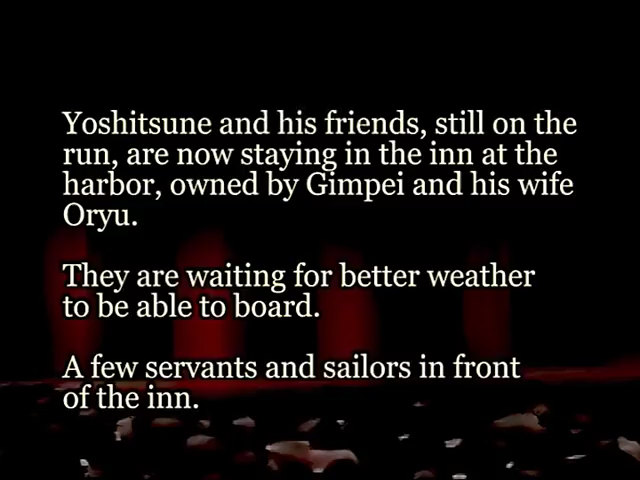 Yoshitsune and his friends, still on the
run, are now staying in the inn at the
harbor, owned by Gimpei and his wife
Oryu.
They are waiting for better weather
to be able to board.
A few servants and sailors in front
of the inn.